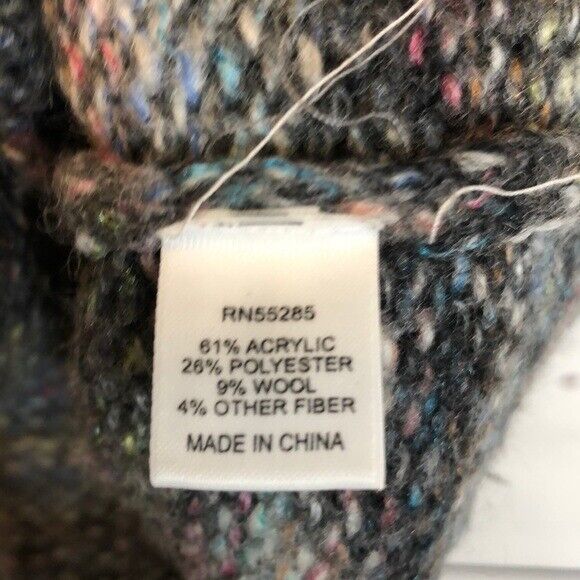 RN55285
61% ACRYLIC
26% POLYESTER
9% WOOL
4% OTHER FIBER
MADE IN CHINA